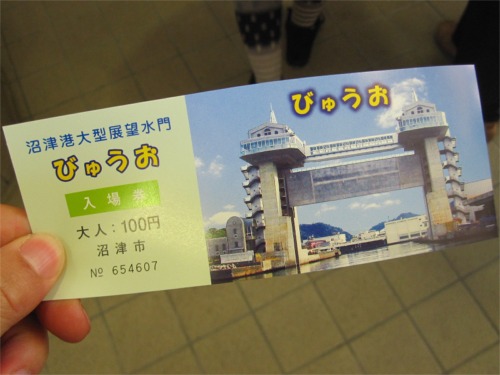 沼津港大型展望水門
びゅうお
入場券
大人：100円
沼津市
№ 654607
びゅうお